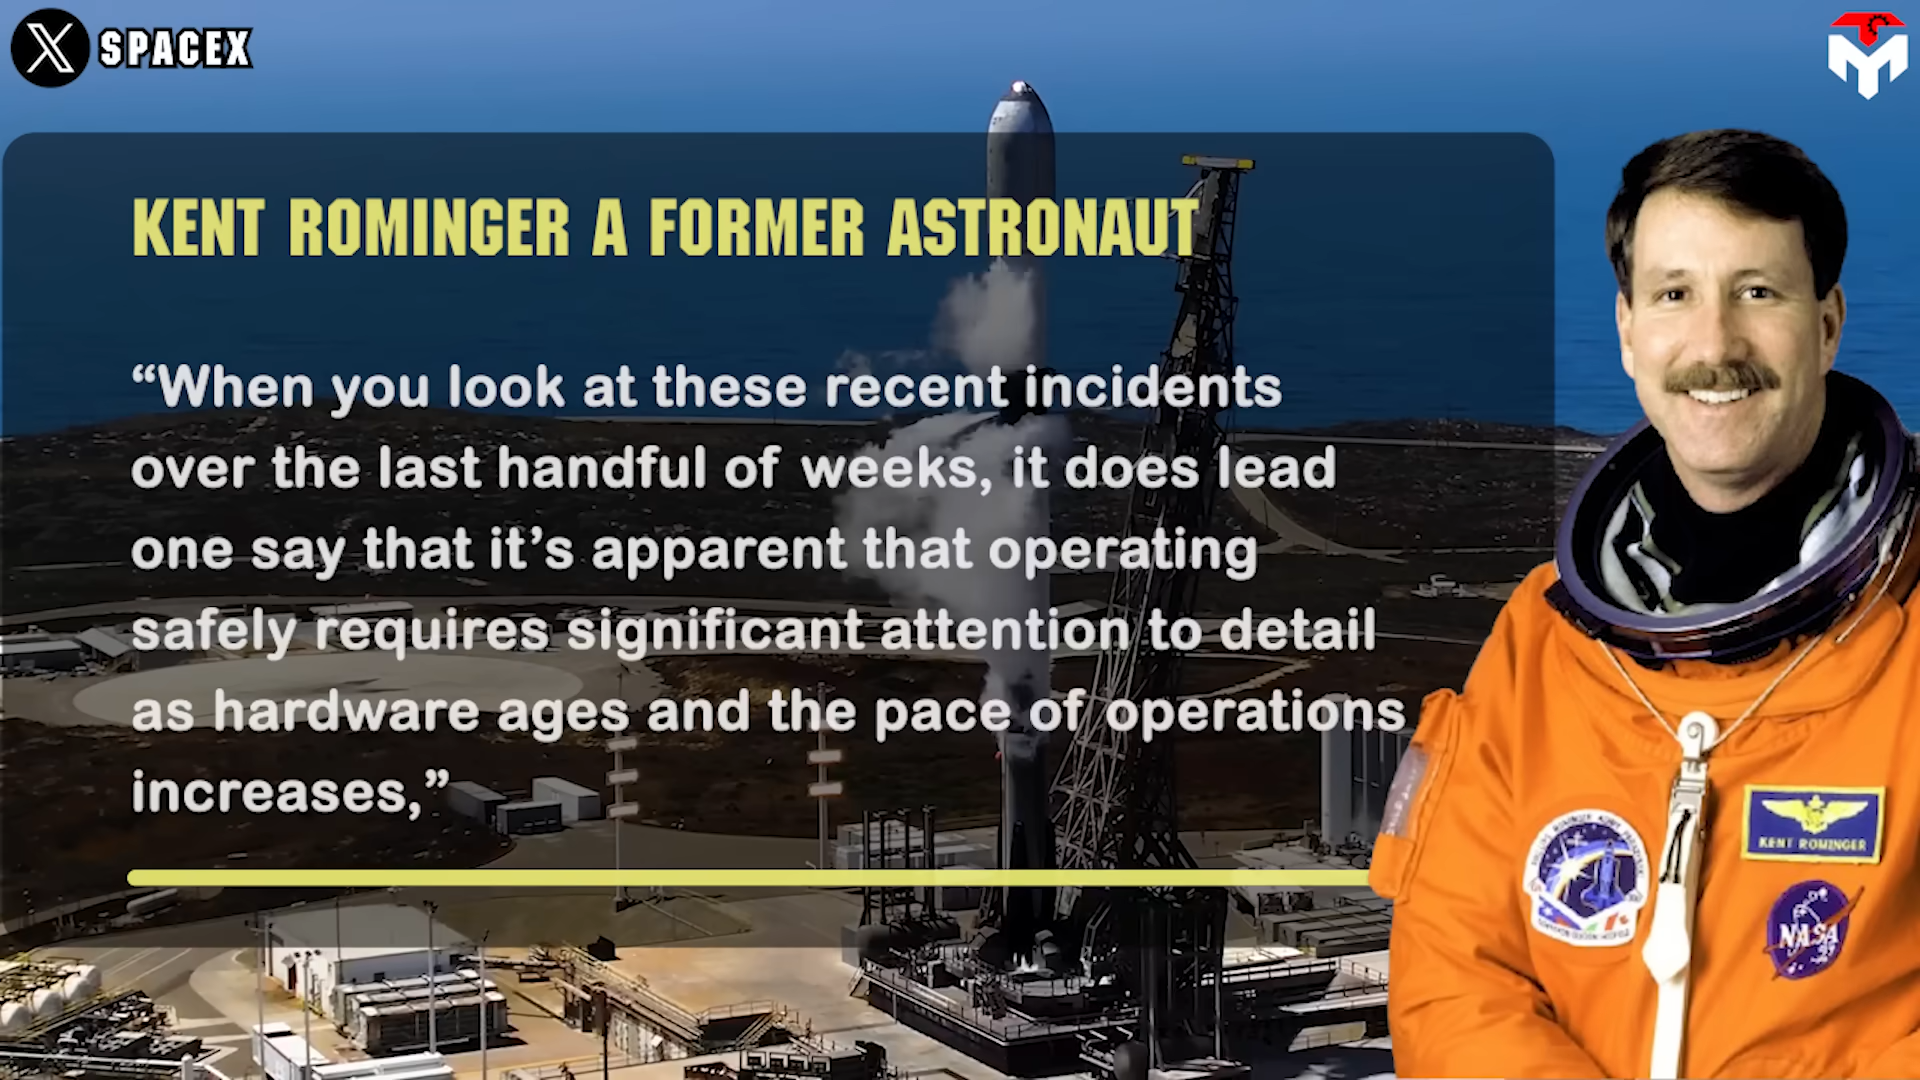 SPACEX
KENT ROMINGER A FORMER ASTRONAUT
“When you look at these recent incidents
over the last handful of weeks, it does lead
one say that it’s apparent that operating
safely requires significant attention to detail
as hardware ages and the pace of operations
increases,”
KENT ROMINGER
NASA